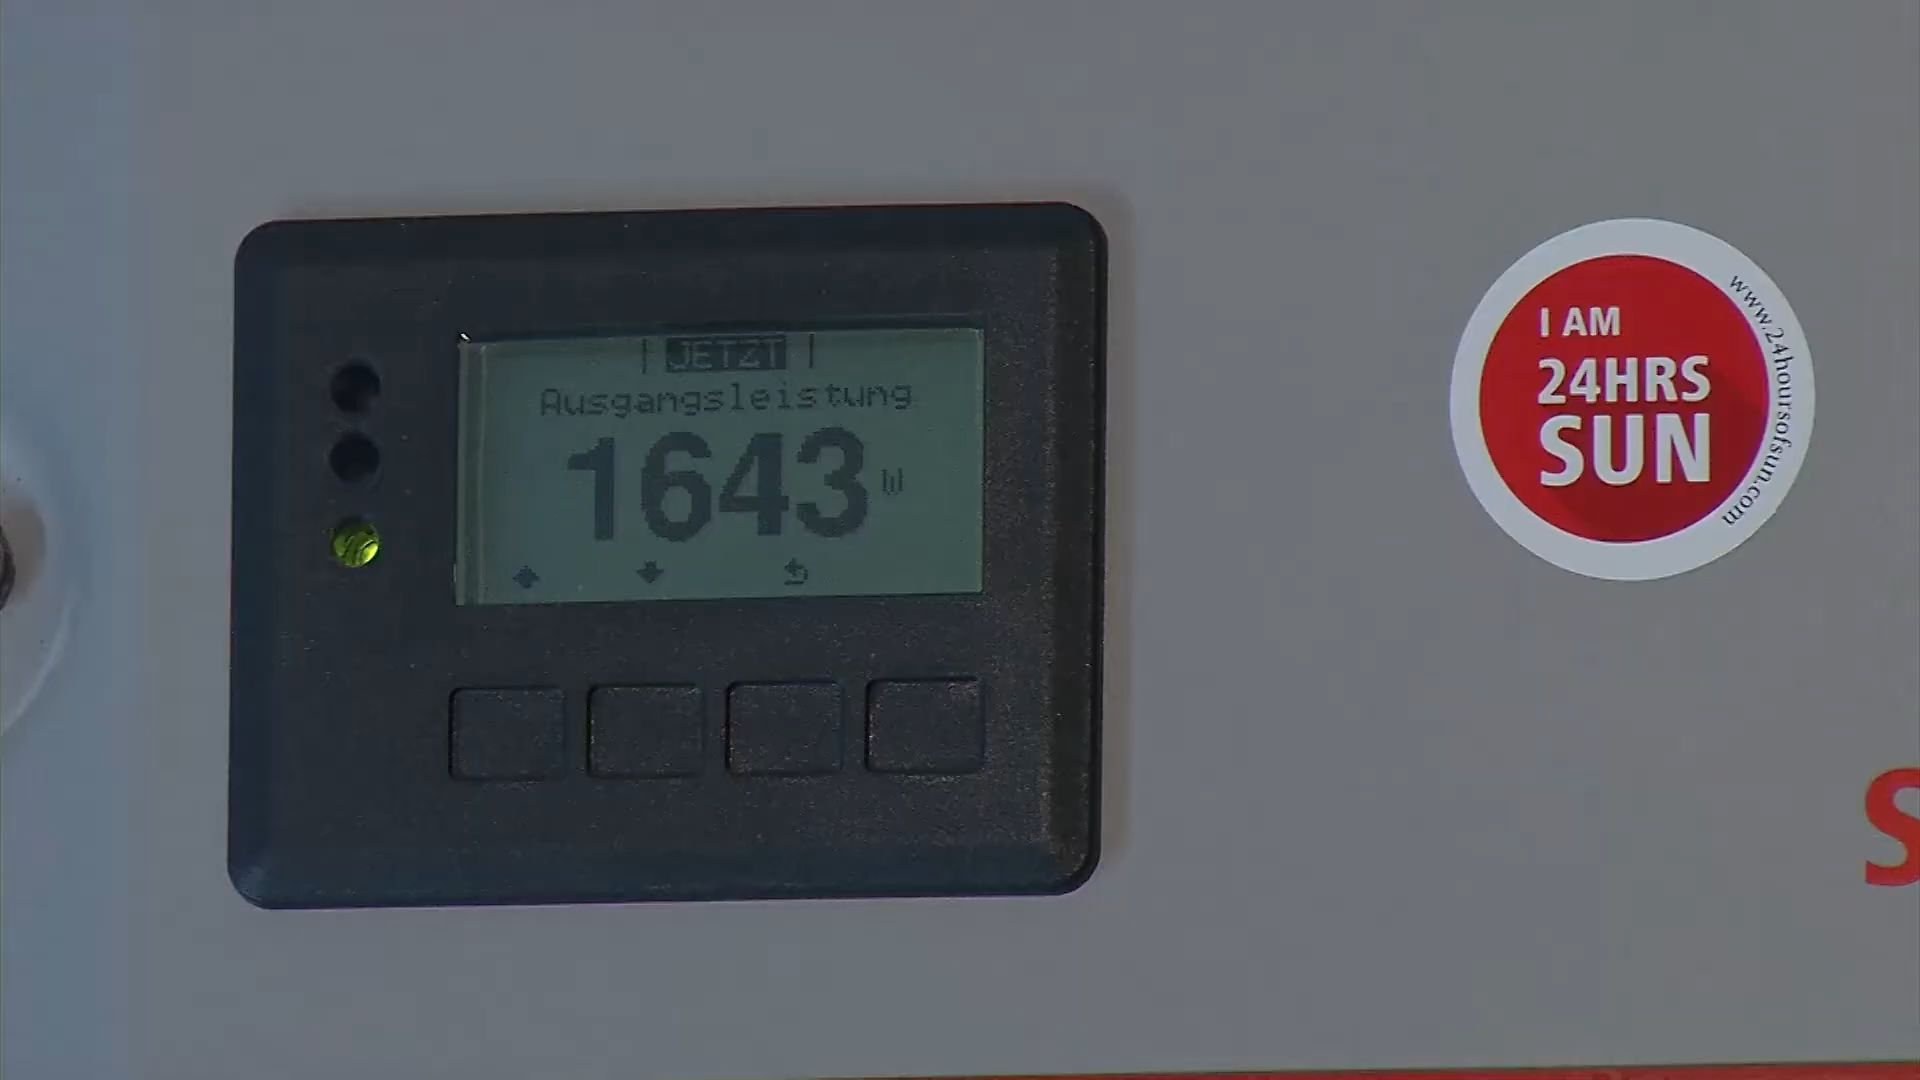 | JETZT |
Ausgangsleistung
1643 W
I AM
24HRS
SUN
www.24hoursofsun.com
S